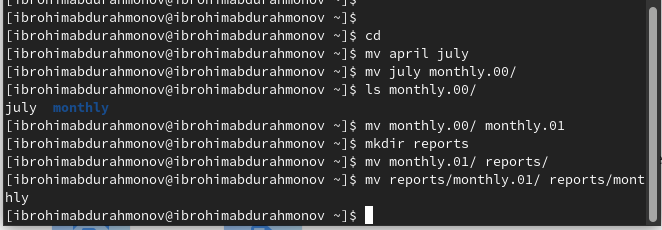 [ibrohimabdurahmonov@ibrohimabdurahmonov ~]$
[ibrohimabdurahmonov@ibrohimabdurahmonov ~]$
[ibrohimabdurahmonov@ibrohimabdurahmonov ~]$ cd
[ibrohimabdurahmonov@ibrohimabdurahmonov ~]$ mv april july
[ibrohimabdurahmonov@ibrohimabdurahmonov ~]$ mv july monthly.00/
[ibrohimabdurahmonov@ibrohimabdurahmonov ~]$ ls monthly.00/
july  monthly
[ibrohimabdurahmonov@ibrohimabdurahmonov ~]$ mv monthly.00/ monthly.01
[ibrohimabdurahmonov@ibrohimabdurahmonov ~]$ mkdir reports
[ibrohimabdurahmonov@ibrohimabdurahmonov ~]$ mv monthly.01/ reports/
[ibrohimabdurahmonov@ibrohimabdurahmonov ~]$ mv reports/monthly.01/ reports/mont
hly
[ibrohimabdurahmonov@ibrohimabdurahmonov ~]$